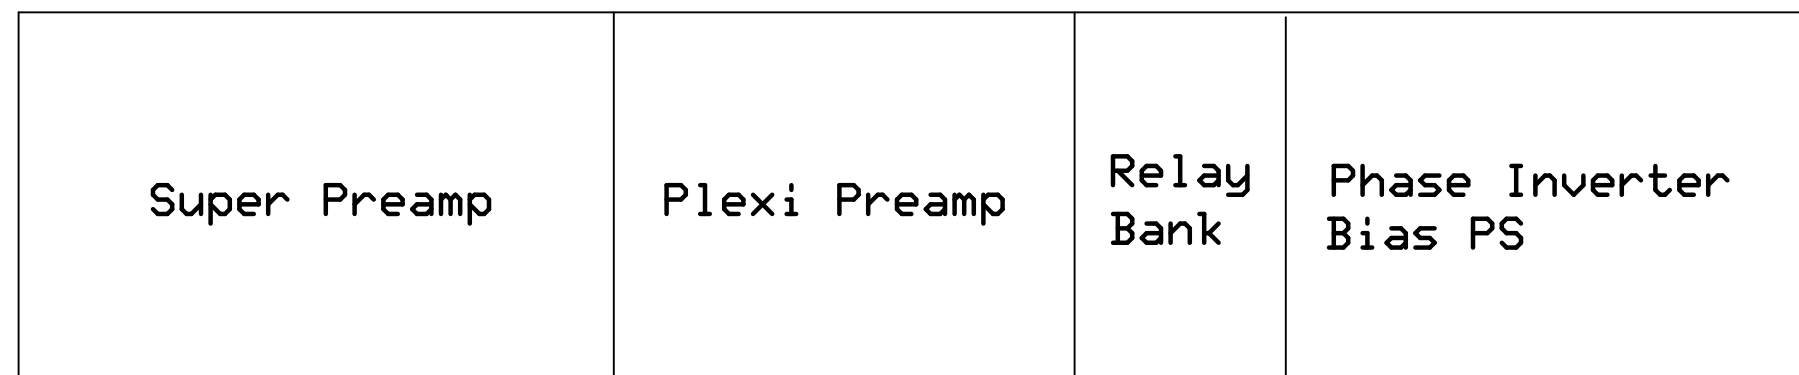 Super Preamp
Plexi Preamp
Relay
Bank
Phase Inverter
Bias PS